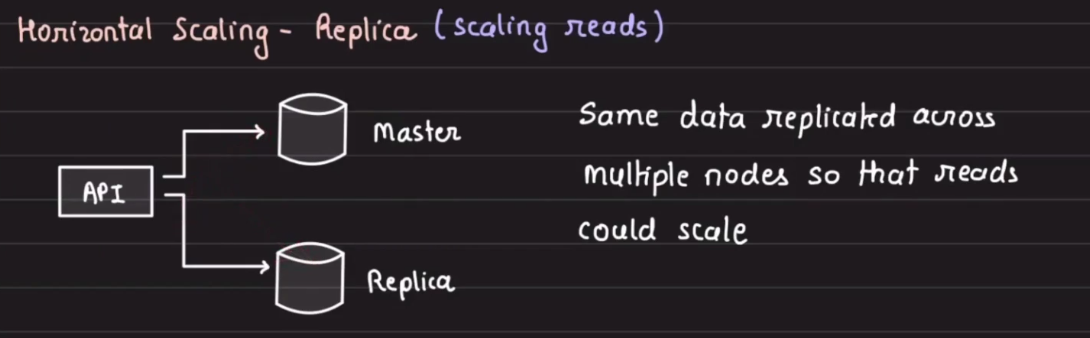 Horizontal Scaling - Replica (scaling reads)
Master
API
Replica
Same data replicated across
multiple nodes so that reads
could scale